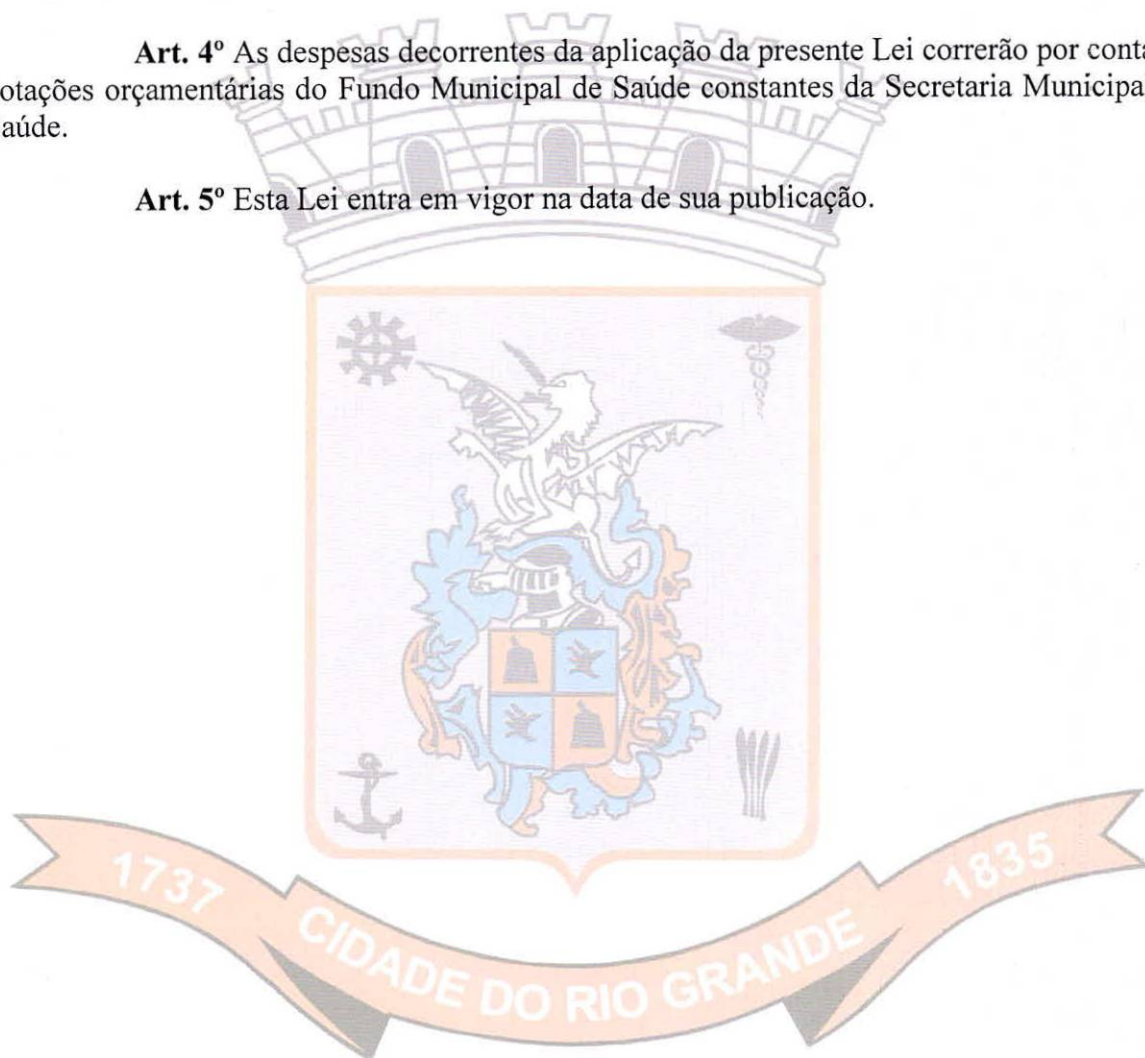 Art. 4º As despesas decorrentes da aplicação da presente Lei correrão por conta
otações orçamentárias do Fundo Municipal de Saúde constantes da Secretaria Municipa
aúde.
Art. 5º Esta Lei entra em vigor na data de sua publicação.
1737 CIDADE DO RIO GRANDE 1835